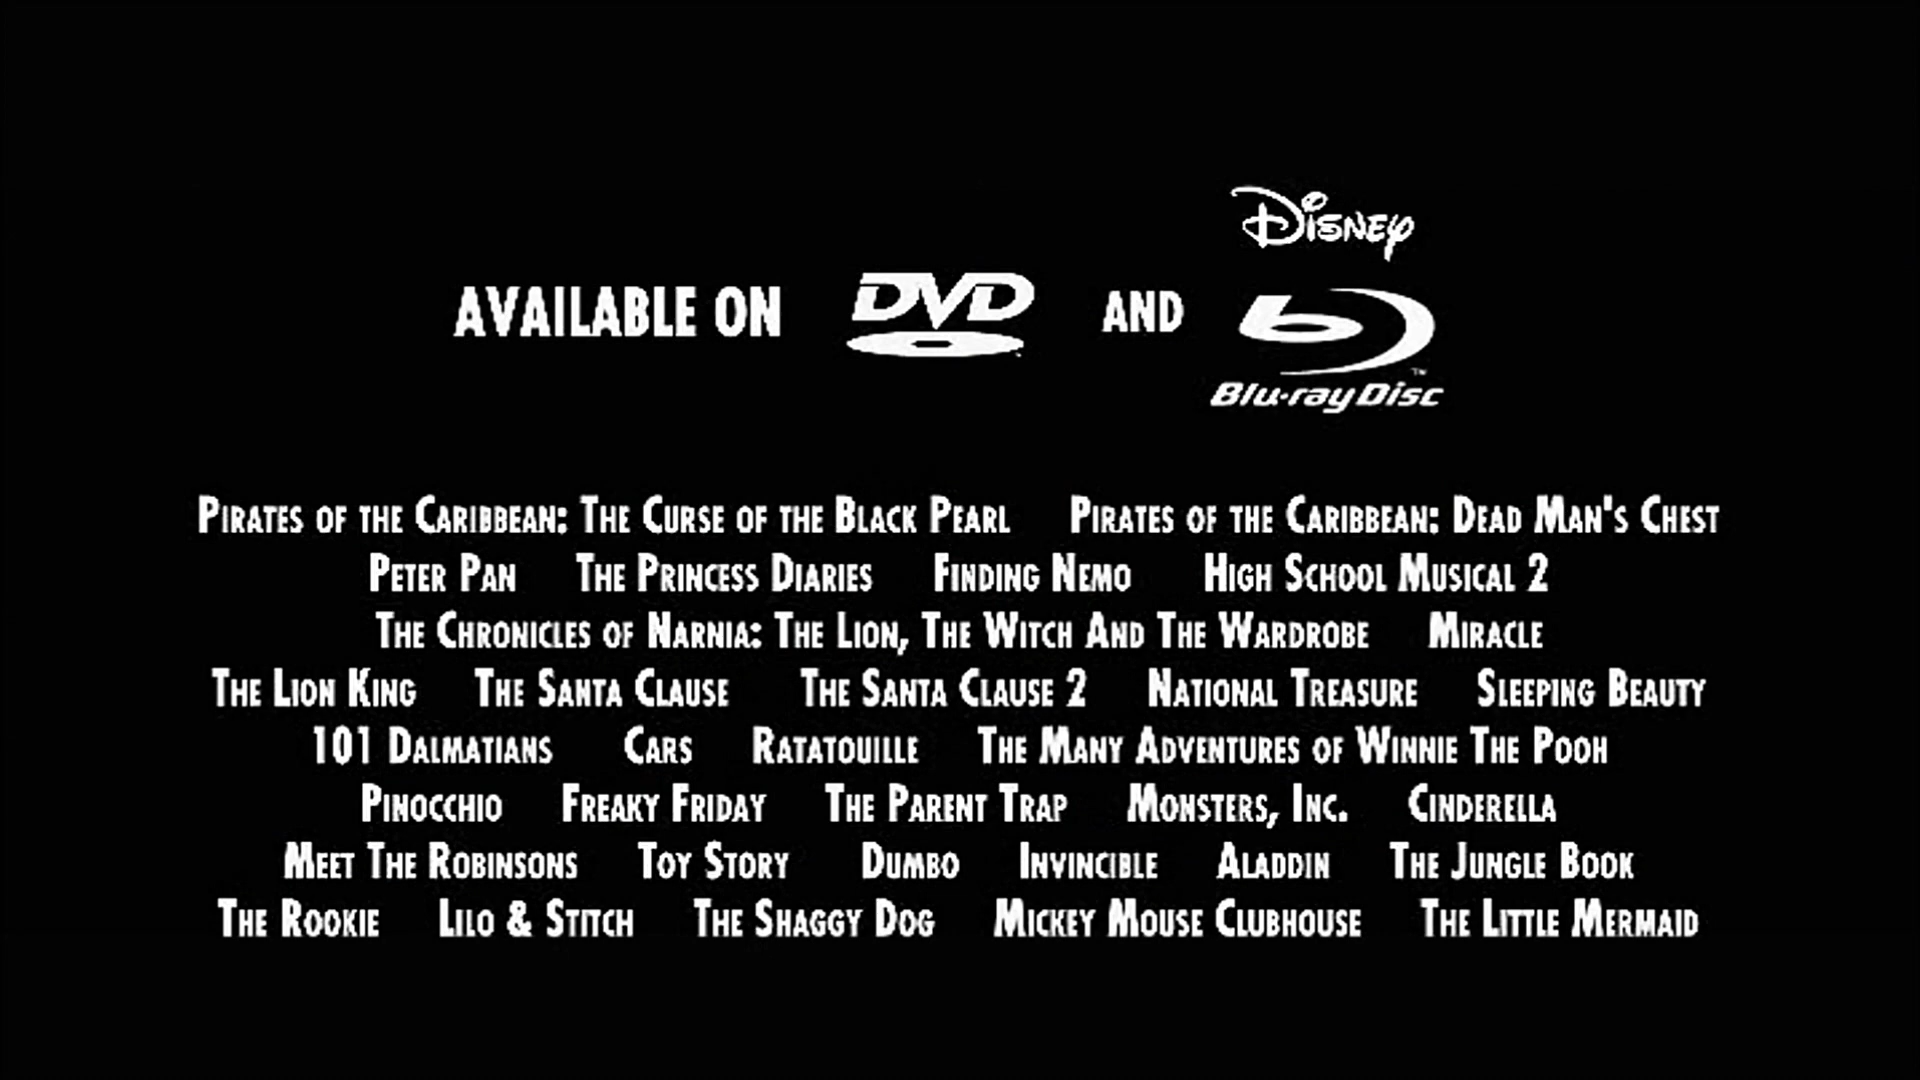 Disney
AVAILABLE ON DVD AND Blu-ray Disc™
Pirates of the Caribbean: The Curse of the Black Pearl Pirates of the Caribbean: Dead Man's Chest
Peter Pan The Princess Diaries Finding Nemo High School Musical 2
The Chronicles of Narnia: The Lion, The Witch And The Wardrobe Miracle
The Lion King The Santa Clause The Santa Clause 2 National Treasure Sleeping Beauty
101 Dalmatians Cars Ratatouille The Many Adventures of Winnie The Pooh
Pinocchio Freaky Friday The Parent Trap Monsters, Inc. Cinderella
Meet The Robinsons Toy Story Dumbo Invincible Aladdin The Jungle Book
The Rookie Lilo & Stitch The Shaggy Dog Mickey Mouse Clubhouse The Little Mermaid